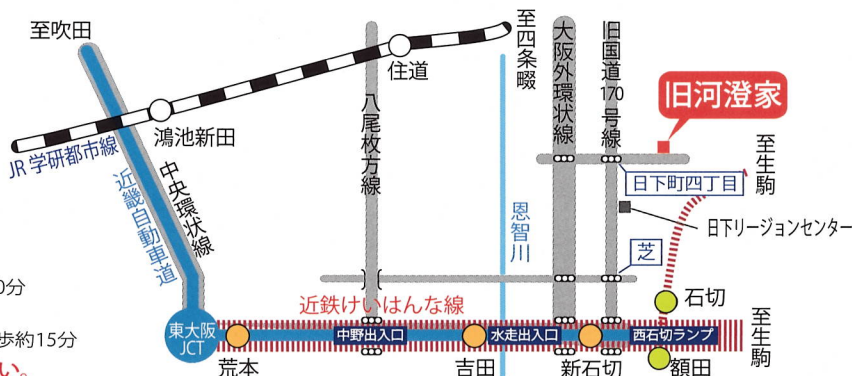 至吹田
至四条畷
大阪外環状線
旧国道170号線
住道
旧河澄家
鴻池新田
八尾枚方線
JR学研都市線
中央環状線
近畿自動車道
至生駒
日下町四丁目
日下リージョンセンター
恩智川
芝
0分
近鉄けいはんな線
石切
歩約15分
東大阪
JCT
中野出入口
水走出入口
西石切ランプ
至生駒
い。
荒本
吉田
新石切
額田